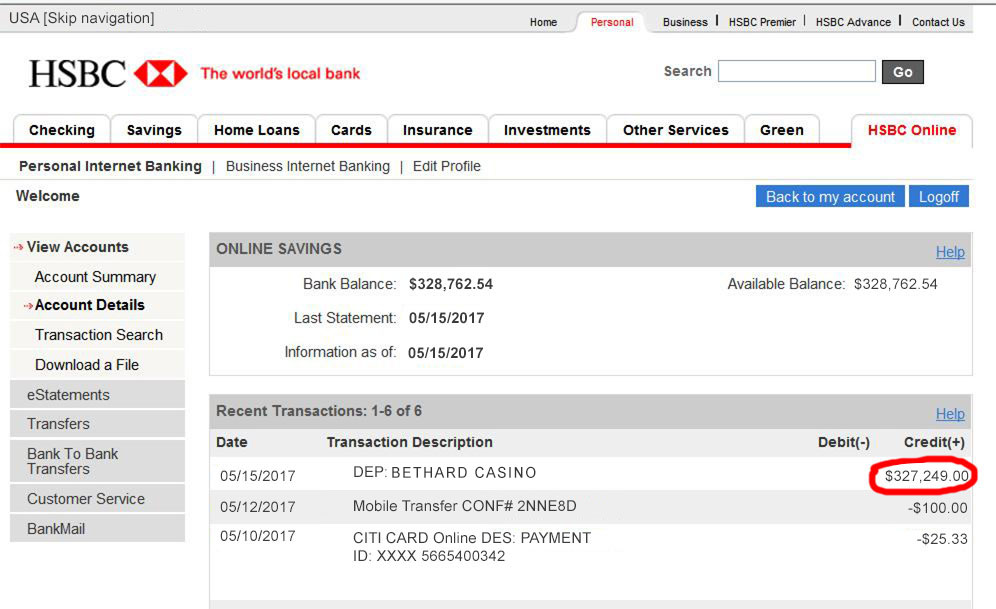 USA [Skip navigation]
Home Personal Business | HSBC Premier | HSBC Advance | Contact Us
HSBC The world's local bank
Search Go
Checking Savings Home Loans Cards Insurance Investments Other Services Green HSBC Online
Personal Internet Banking | Business Internet Banking | Edit Profile
Welcome
Back to my account Logoff
View Accounts
Account Summary
Account Details
Transaction Search
Download a File
eStatements
Transfers
Bank To Bank
Transfers
Customer Service
BankMail
ONLINE SAVINGS
Help
Bank Balance: $328,762.54 Available Balance: $328,762.54
Last Statement: 05/15/2017
Information as of: 05/15/2017
Recent Transactions: 1-6 of 6
Help
Date Transaction Description Debit(-) Credit(+)
05/15/2017 DEP: BETHARD CASINO $327,249.00
05/12/2017 Mobile Transfer CONF# 2NNE8D -$100.00
05/10/2017 CITI CARD Online DES: PAYMENT -$25.33
ID: XXXX 5665400342